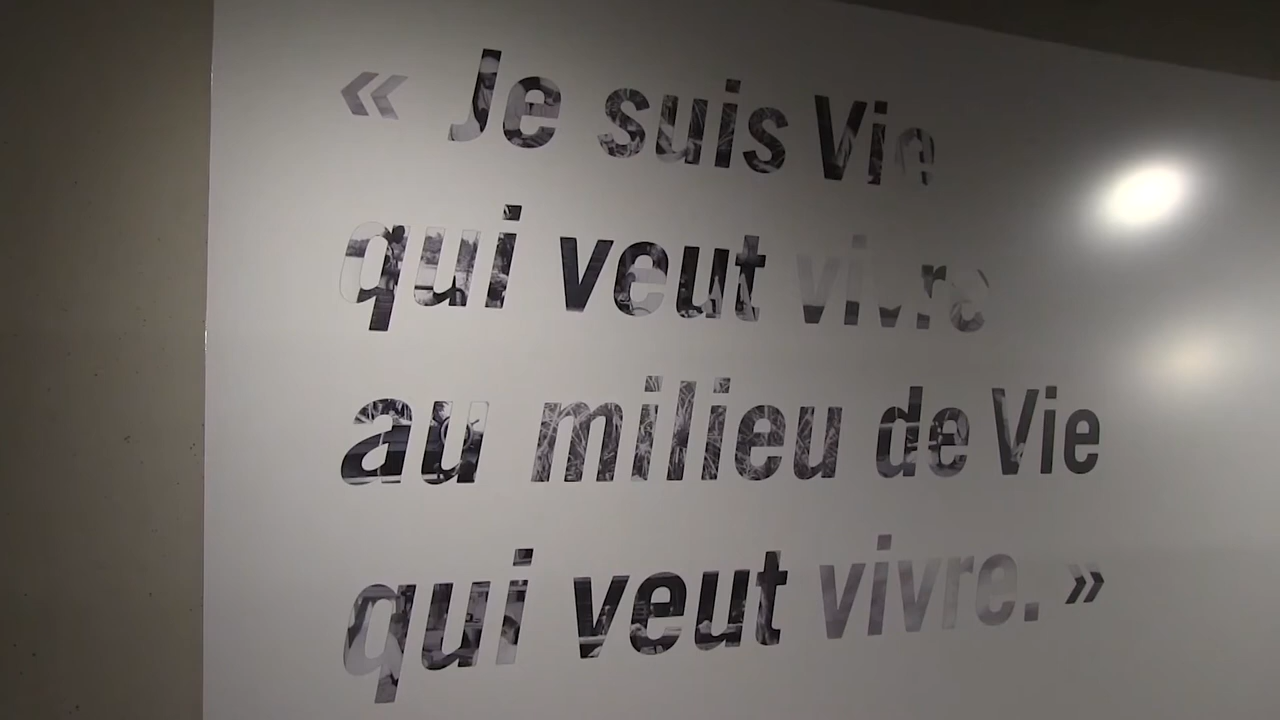 « Je suis Vie
qui veut vivre
au milieu de Vie
qui veut vivre. »